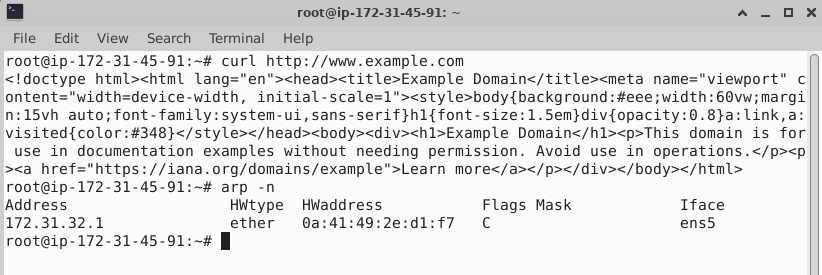 root@ip-172-31-45-91: ~
File Edit View Search Terminal Help
root@ip-172-31-45-91:~# curl http://www.example.com
<!doctype html><html lang="en"><head><title>Example Domain</title><meta name="viewport" c
ontent="width=device-width, initial-scale=1"><style>body{background:#eee;width:60vw;margi
n:15vh auto;font-family:system-ui,sans-serif}h1{font-size:1.5em}div{opacity:0.8}a:link,a:
visited{color:#348}</style></head><body><div><h1>Example Domain</h1><p>This domain is for
 use in documentation examples without needing permission. Avoid use in operations.</p><p
><a href="https://iana.org/domains/example">Learn more</a></p></div></body></html>
root@ip-172-31-45-91:~# arp -n
Address                  HWtype  HWaddress           Flags Mask            Iface
172.31.32.1              ether   0a:41:49:2e:d1:f7   C                     ens5
root@ip-172-31-45-91:~#